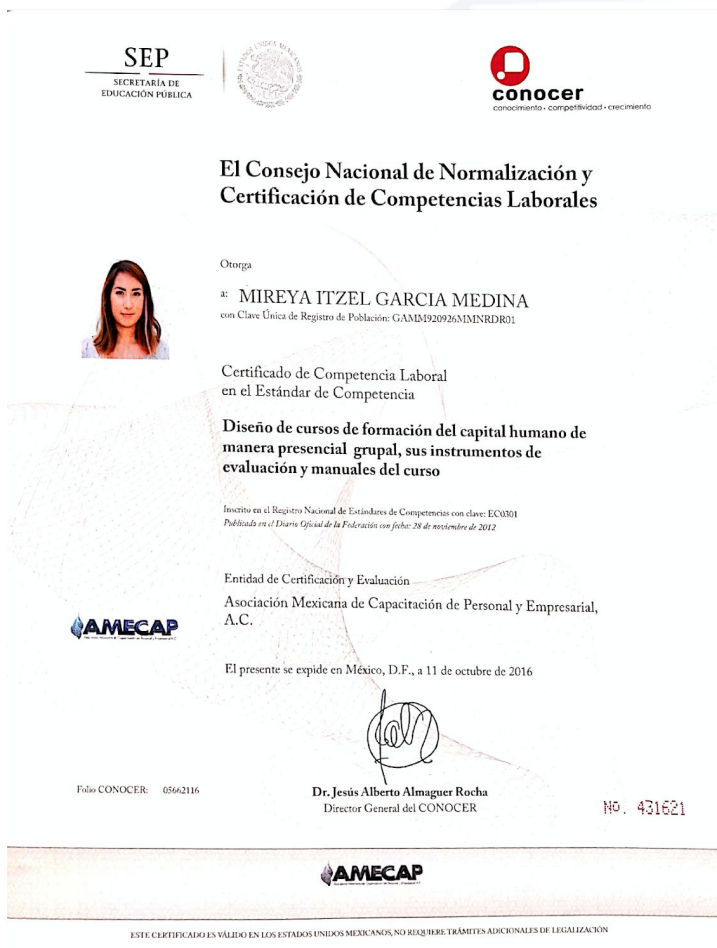 SEP
SECRETARÍA DE
EDUCACIÓN PÚBLICA
ESTADOS UNIDOS MEXICANOS
conocer
conocimiento • competitividad • crecimiento
El Consejo Nacional de Normalización y
Certificación de Competencias Laborales
Otorga
a: MIREYA ITZEL GARCIA MEDINA
con Clave Única de Registro de Población: GAMM920926MMNRDR01
Certificado de Competencia Laboral
en el Estándar de Competencia
Diseño de cursos de formación del capital humano de
manera presencial grupal, sus instrumentos de
evaluación y manuales del curso
Inscrito en el Registro Nacional de Estándares de Competencias con clave: EC0301
Publicado en el Diario Oficial de la Federación con fecha: 28 de noviembre de 2012
Entidad de Certificación y Evaluación
Asociación Mexicana de Capacitación de Personal y Empresarial,
A.C.
AMECAP
El presente se expide en México, D.F., a 11 de octubre de 2016
Dr. Jesús Alberto Almaguer Rocha
Director General del CONOCER
Folio CONOCER: 05662116
NO. 431621
AMECAP
ESTE CERTIFICADO ES VÁLIDO EN LOS ESTADOS UNIDOS MEXICANOS, NO REQUIERE TRÁMITES ADICIONALES DE LEGALIZACIÓN